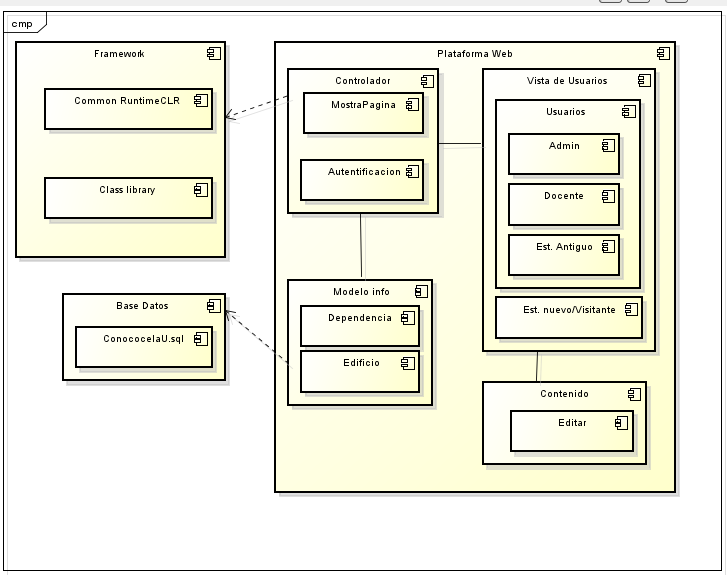 cmp
Framework
Common RuntimeCLR
Class library
Base Datos
ConococelaU.sql
Plataforma Web
Controlador
MostraPagina
Autentificacion
Modelo info
Dependencia
Edificio
Vista de Usuarios
Usuarios
Admin
Docente
Est. Antiguo
Est. nuevo/Visitante
Contenido
Editar